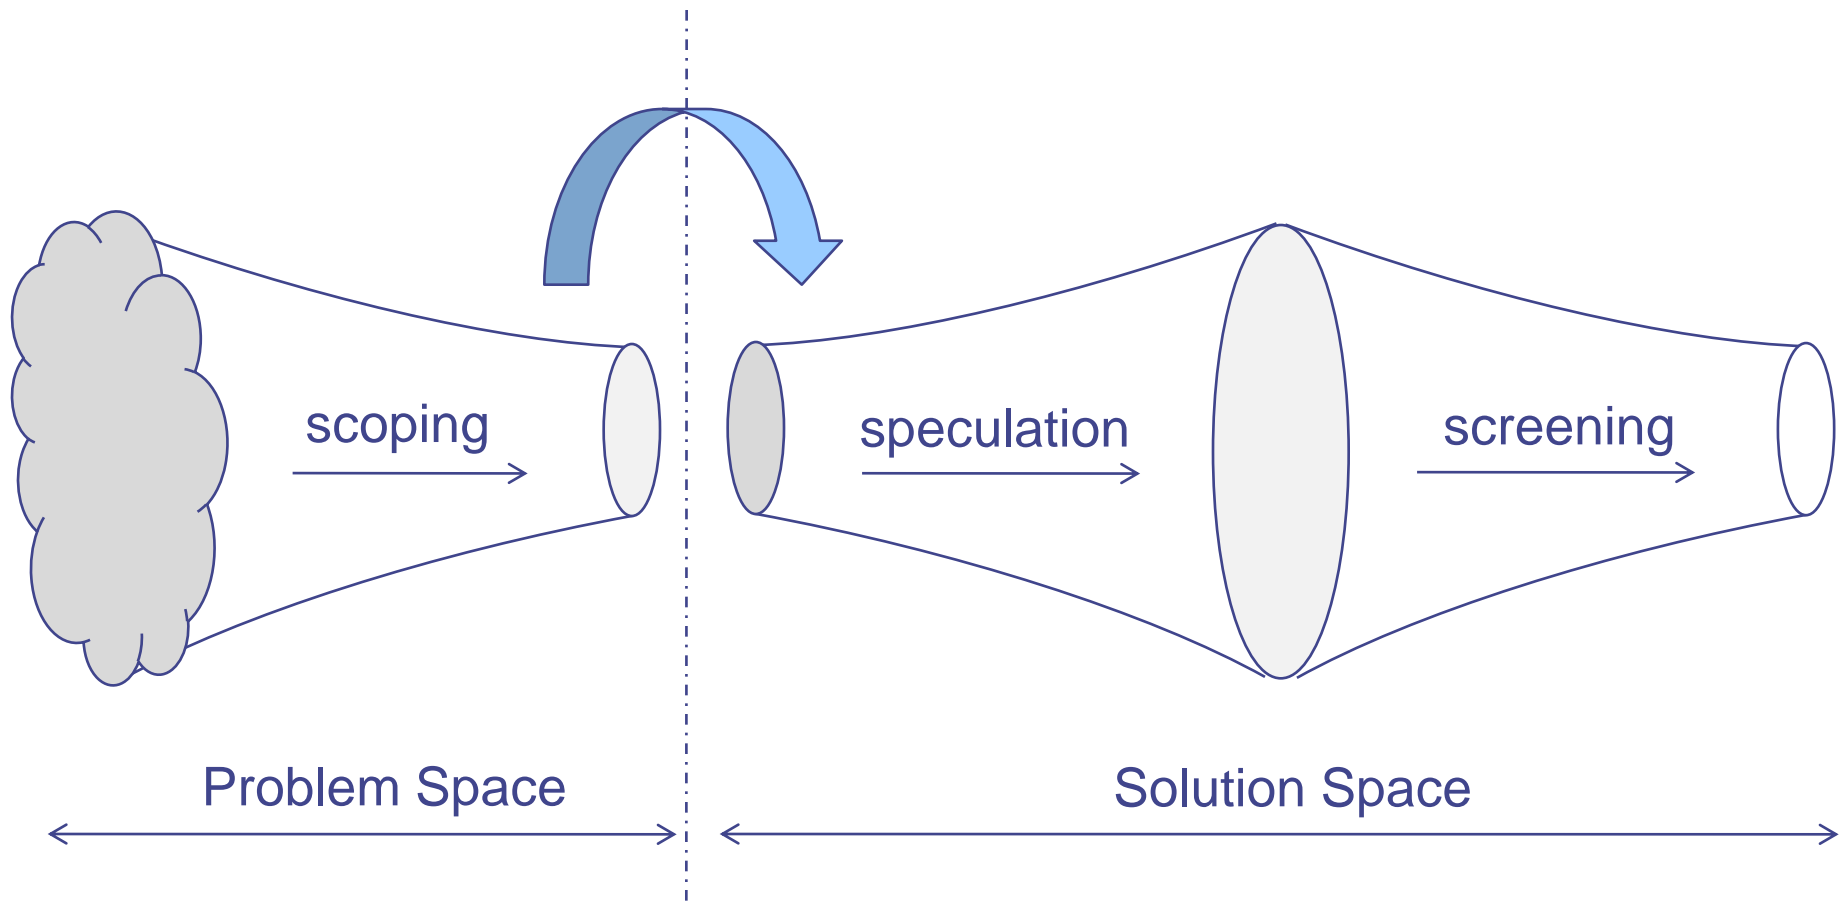 scoping
speculation
screening
Problem Space
Solution Space